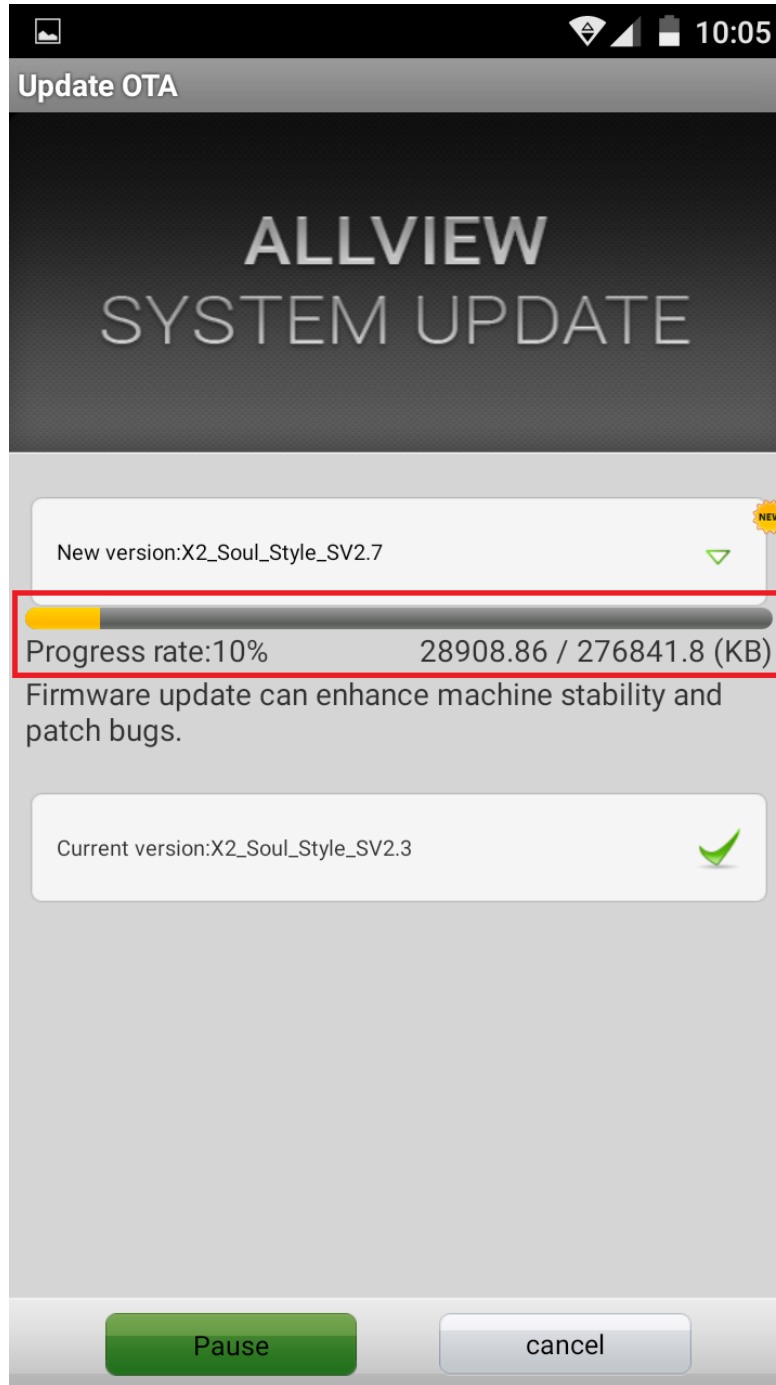 10:05
Update OTA
ALLVIEW
SYSTEM UPDATE
NEW
New version:X2_Soul_Style_SV2.7
Progress rate:10% 28908.86 / 276841.8 (KB)
Firmware update can enhance machine stability and
patch bugs.
Current version:X2_Soul_Style_SV2.3
Pause cancel